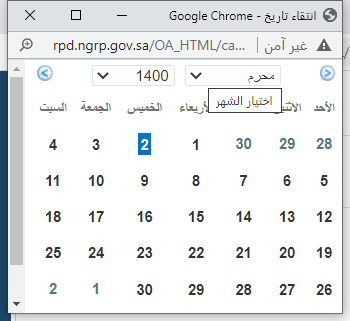 انتقاء تاريخ - Google Chrome
غير آمن | rpd.ngrp.gov.sa/OA_HTML/ca...
محرم 1400
اختيار الشهر
الأحد الاثنين الأربعاء الخميس الجمعة السبت
28 29 30 1 2 3 4
5 6 7 8 9 10 11
12 13 14 15 16 17 18
19 20 21 22 23 24 25
26 27 28 29 30 1 2